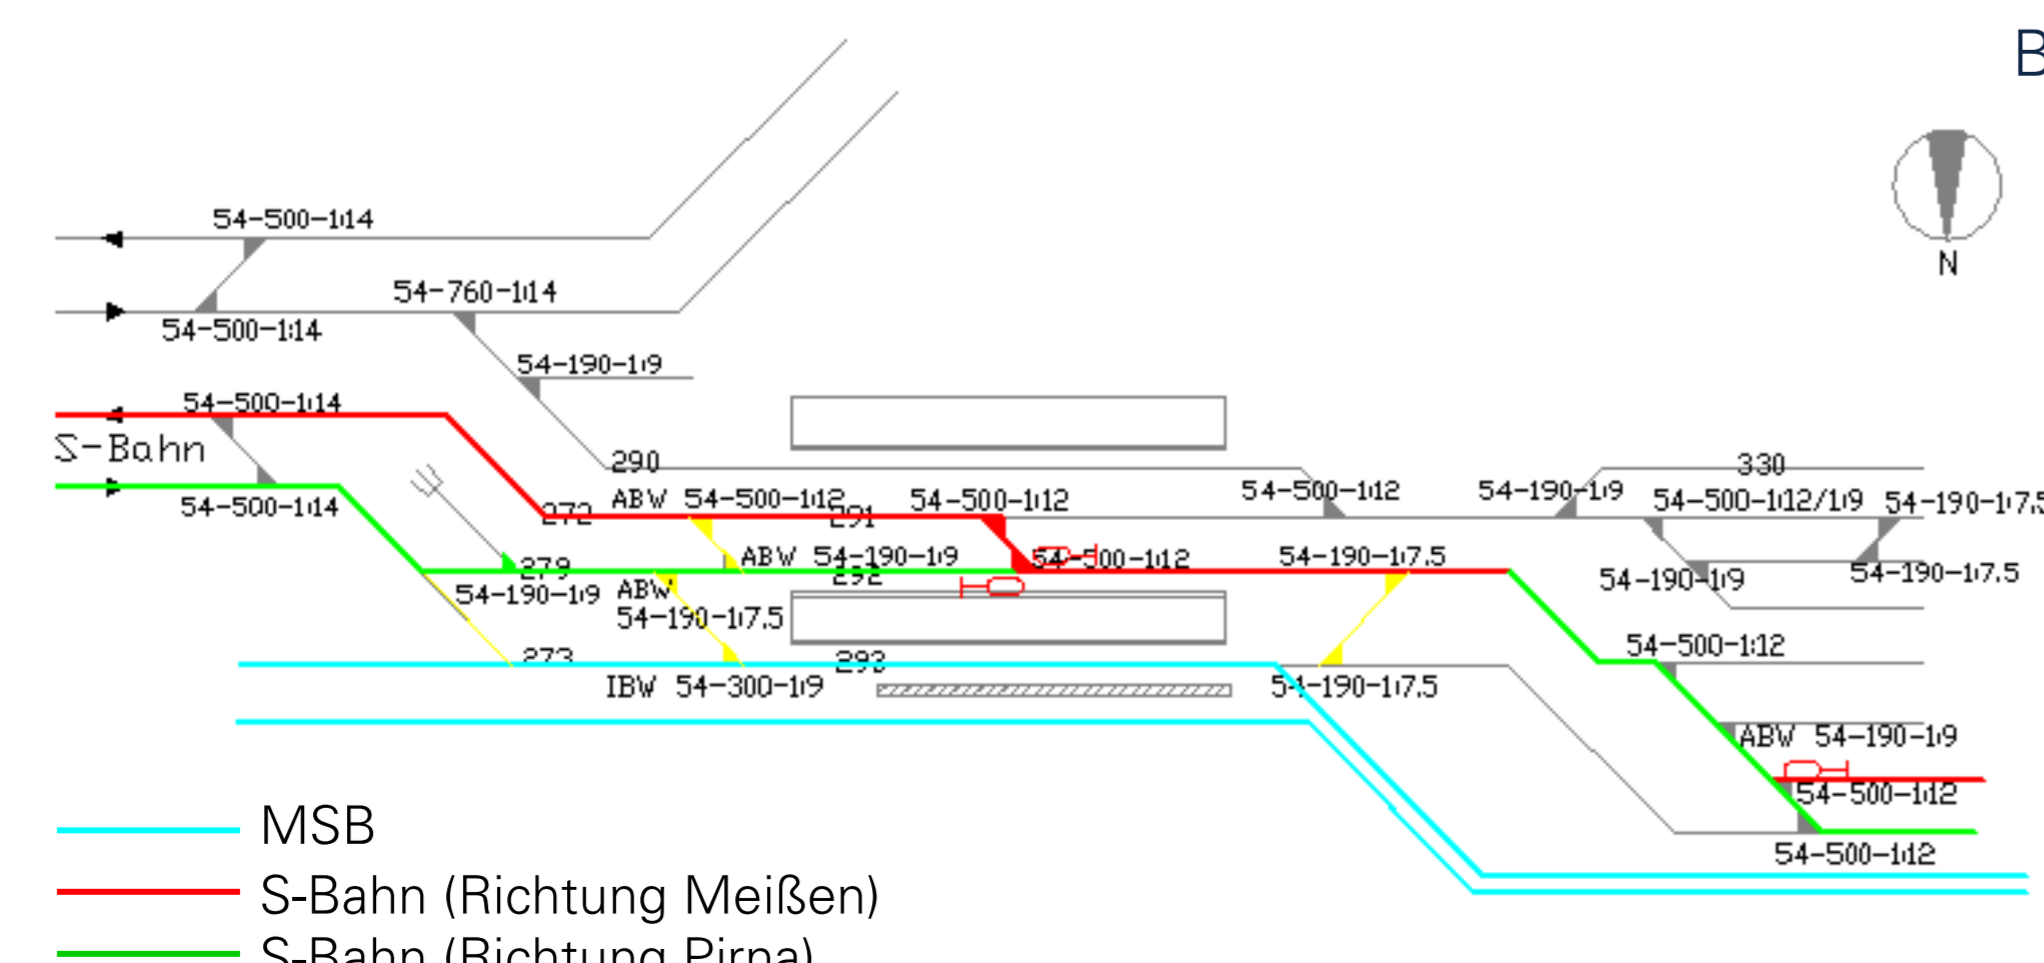 B
54-500-1:14
N
54-760-1:14
54-500-1:14
54-190-1:9
54-500-1:14
S-Bahn
290
330
ABW 54-500-1:12
54-500-1:12
54-500-1:12
54-190-1:9
54-500-1:12/1:9
54-190-1:7.5
54-500-1:14
272
291
ABW 54-190-1:9
54-500-1:12
54-190-1:7.5
279
292
54-190-1:9
ABW
54-190-1:7.5
54-190-1:9
54-190-1:7.5
54-500-1:12
273
293
IBW 54-300-1:9
54-190-1:7.5
ABW 54-190-1:9
54-500-1:12
54-500-1:12
MSB
S-Bahn (Richtung Meißen)
S-Bahn (Richtung Pirna)